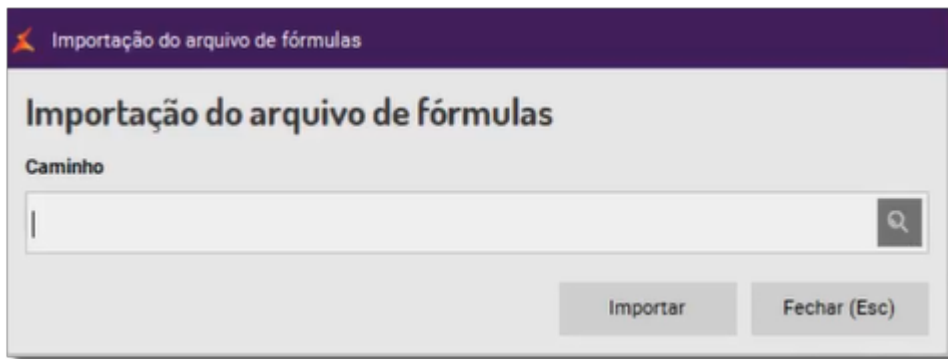 Importação do arquivo de fórmulas
Importação do arquivo de fórmulas
Caminho
Importar
Fechar (Esc)